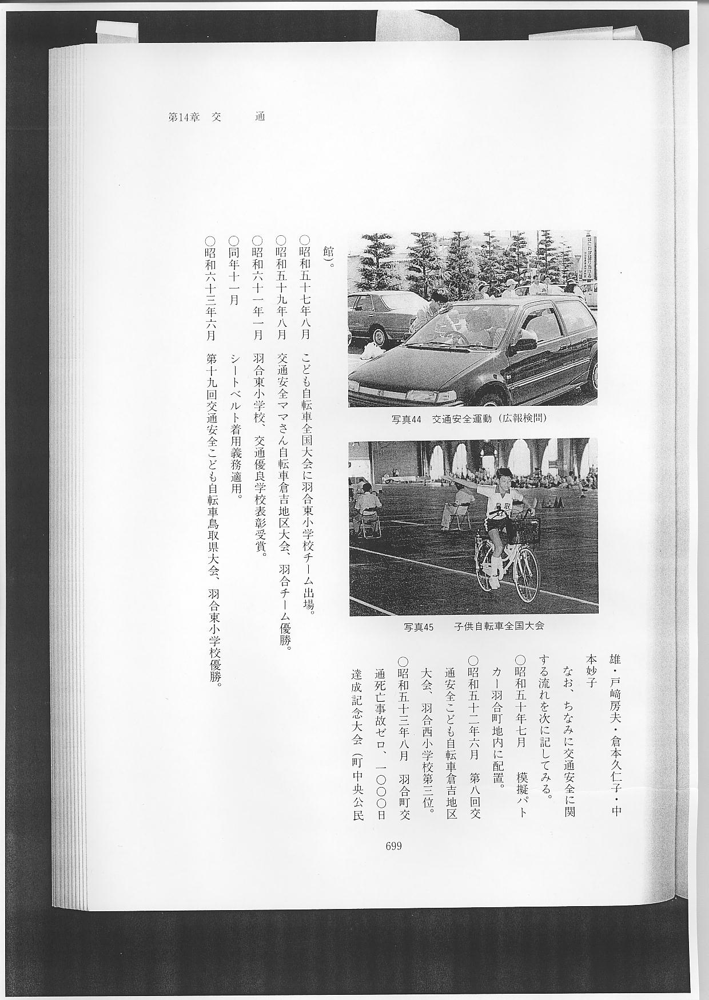 第14章　交　　　通
雄・戸﨑房夫・倉本久仁子・中
本妙子
なお、ちなみに交通安全に関
する流れを次に記してみる。
○昭和五十年七月　模擬パト
カー羽合町地内に配置。
○昭和五十二年六月　第八回交
通安全こども自転車倉吉地区
大会、羽合西小学校第三位。
○昭和五十三年八月　羽合町交
通死亡事故ゼロ、一〇〇〇日
達成記念大会（町中央公民
写真44　交通安全運動（広報検問）
鳥取
写真45　子供自転車全国大会
館）。
○昭和五十七年八月　こども自転車全国大会に羽合東小学校チーム出場。
○昭和五十九年八月　交通安全ママさん自転車倉吉地区大会、羽合チーム優勝。
○昭和六十一年一月　羽合東小学校、交通優良学校表彰受賞。
○同年十一月　シートベルト着用義務適用。
○昭和六十三年六月　第十九回交通安全こども自転車鳥取県大会、羽合東小学校優勝。
699